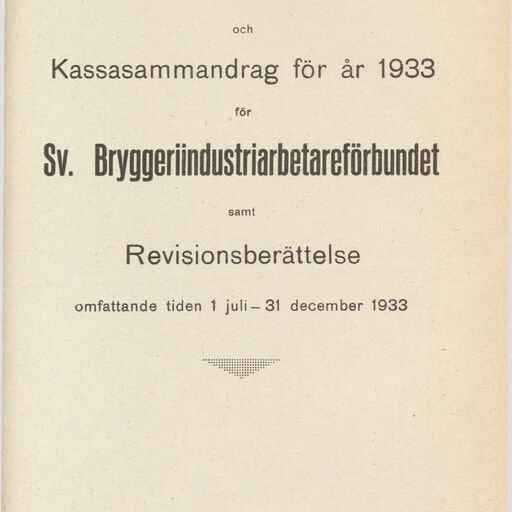 och
Kassasammandrag för år 1933
för
Sv. Bryggeriindustriarbetareförbundet
samt
Revisionsberättelse
omfattande tiden 1 juli – 31 december 1933